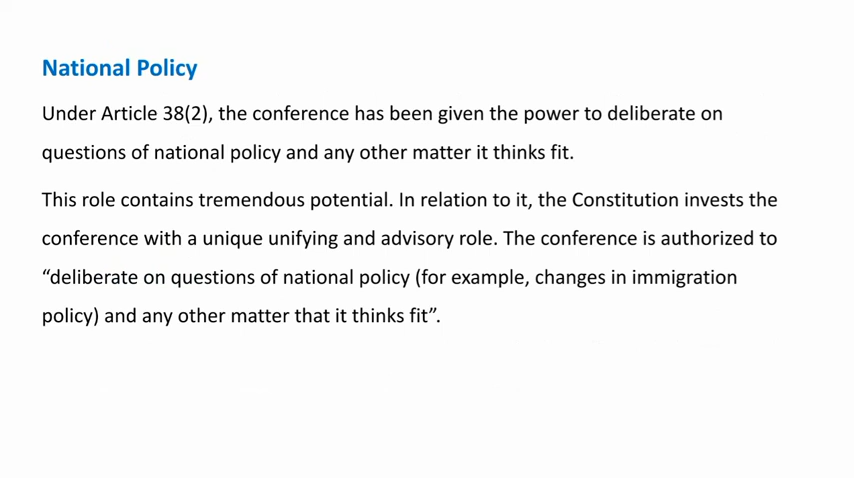 National Policy
Under Article 38(2), the conference has been given the power to deliberate on
questions of national policy and any other matter it thinks fit.
This role contains tremendous potential. In relation to it, the Constitution invests the
conference with a unique unifying and advisory role. The conference is authorized to
“deliberate on questions of national policy (for example, changes in immigration
policy) and any other matter that it thinks fit”.